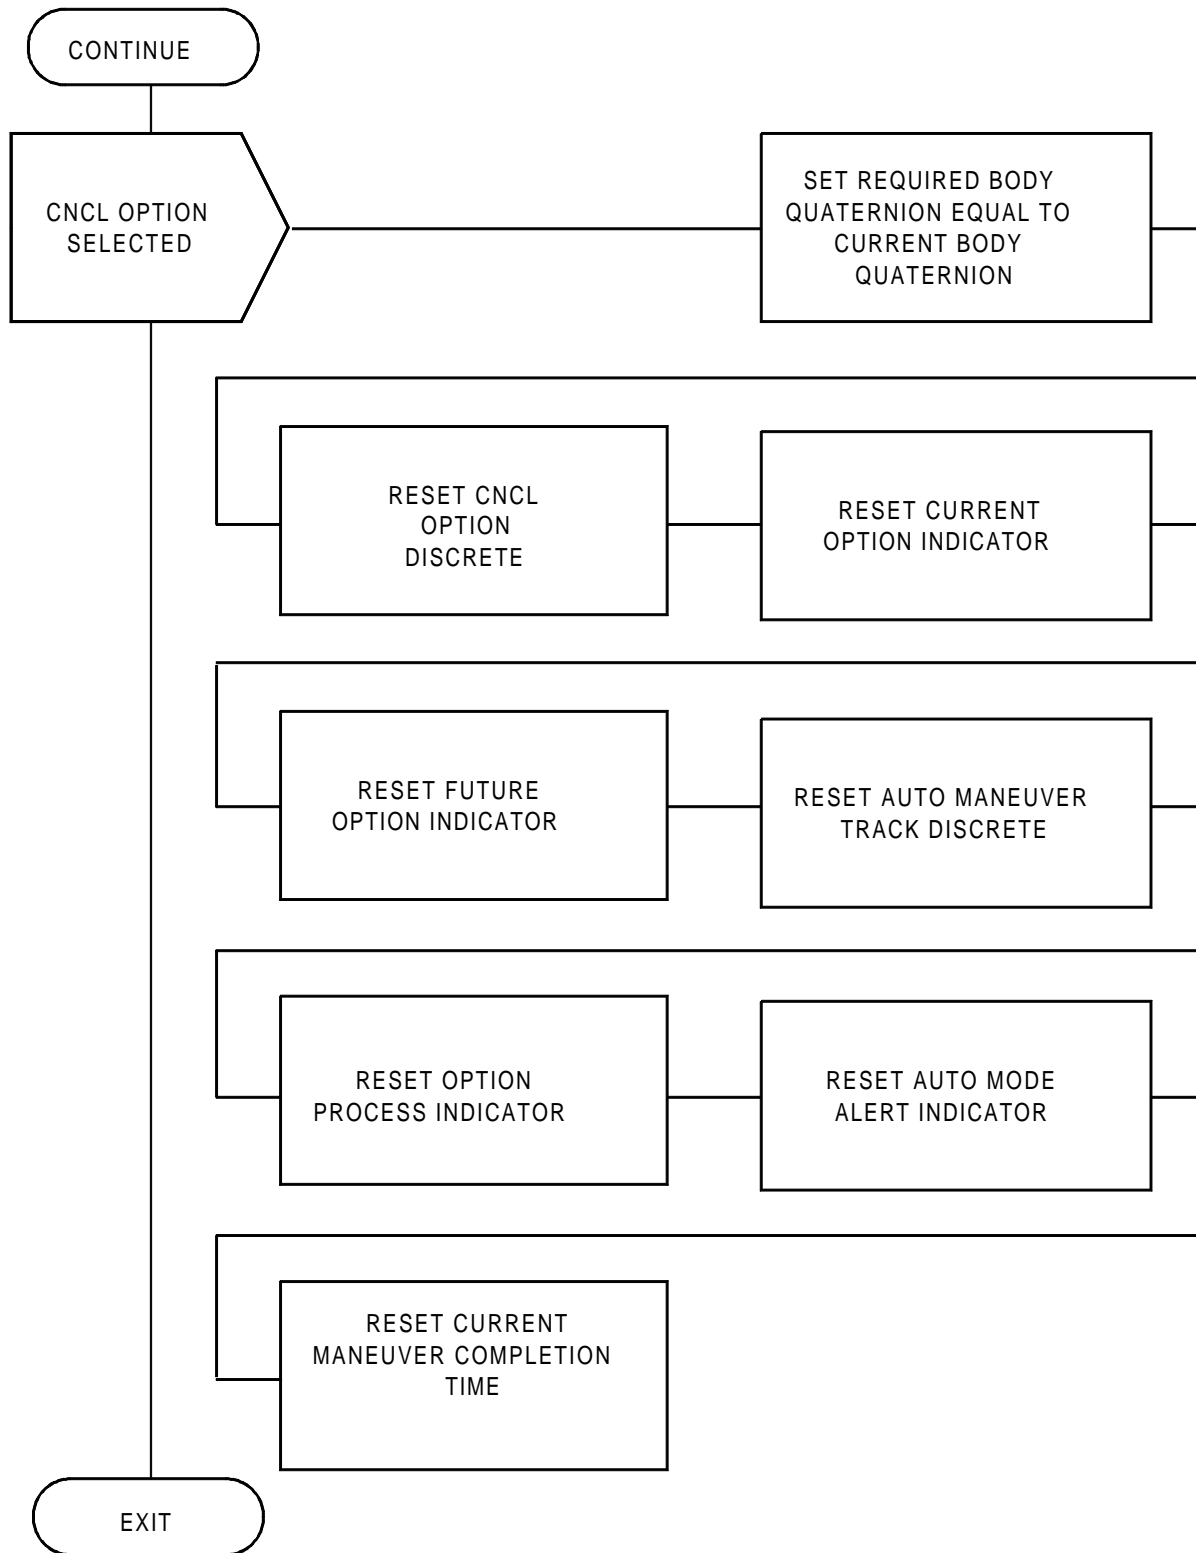 CONTINUE
CNCL OPTION
SELECTED
SET REQUIRED BODY
QUATERNION EQUAL TO
CURRENT BODY
QUATERNION
RESET CNCL
OPTION
DISCRETE
RESET CURRENT
OPTION INDICATOR
RESET FUTURE
OPTION INDICATOR
RESET AUTO MANEUVER
TRACK DISCRETE
RESET OPTION
PROCESS INDICATOR
RESET AUTO MODE
ALERT INDICATOR
RESET CURRENT
MANEUVER COMPLETION
TIME
EXIT